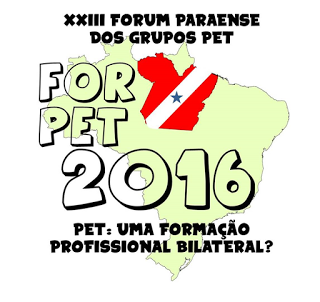 XXIII FORUM PARAENSE
DOS GRUPOS PET
FOR
PET
2016
PET: UMA FORMAÇÃO
PROFISSIONAL BILATERAL?